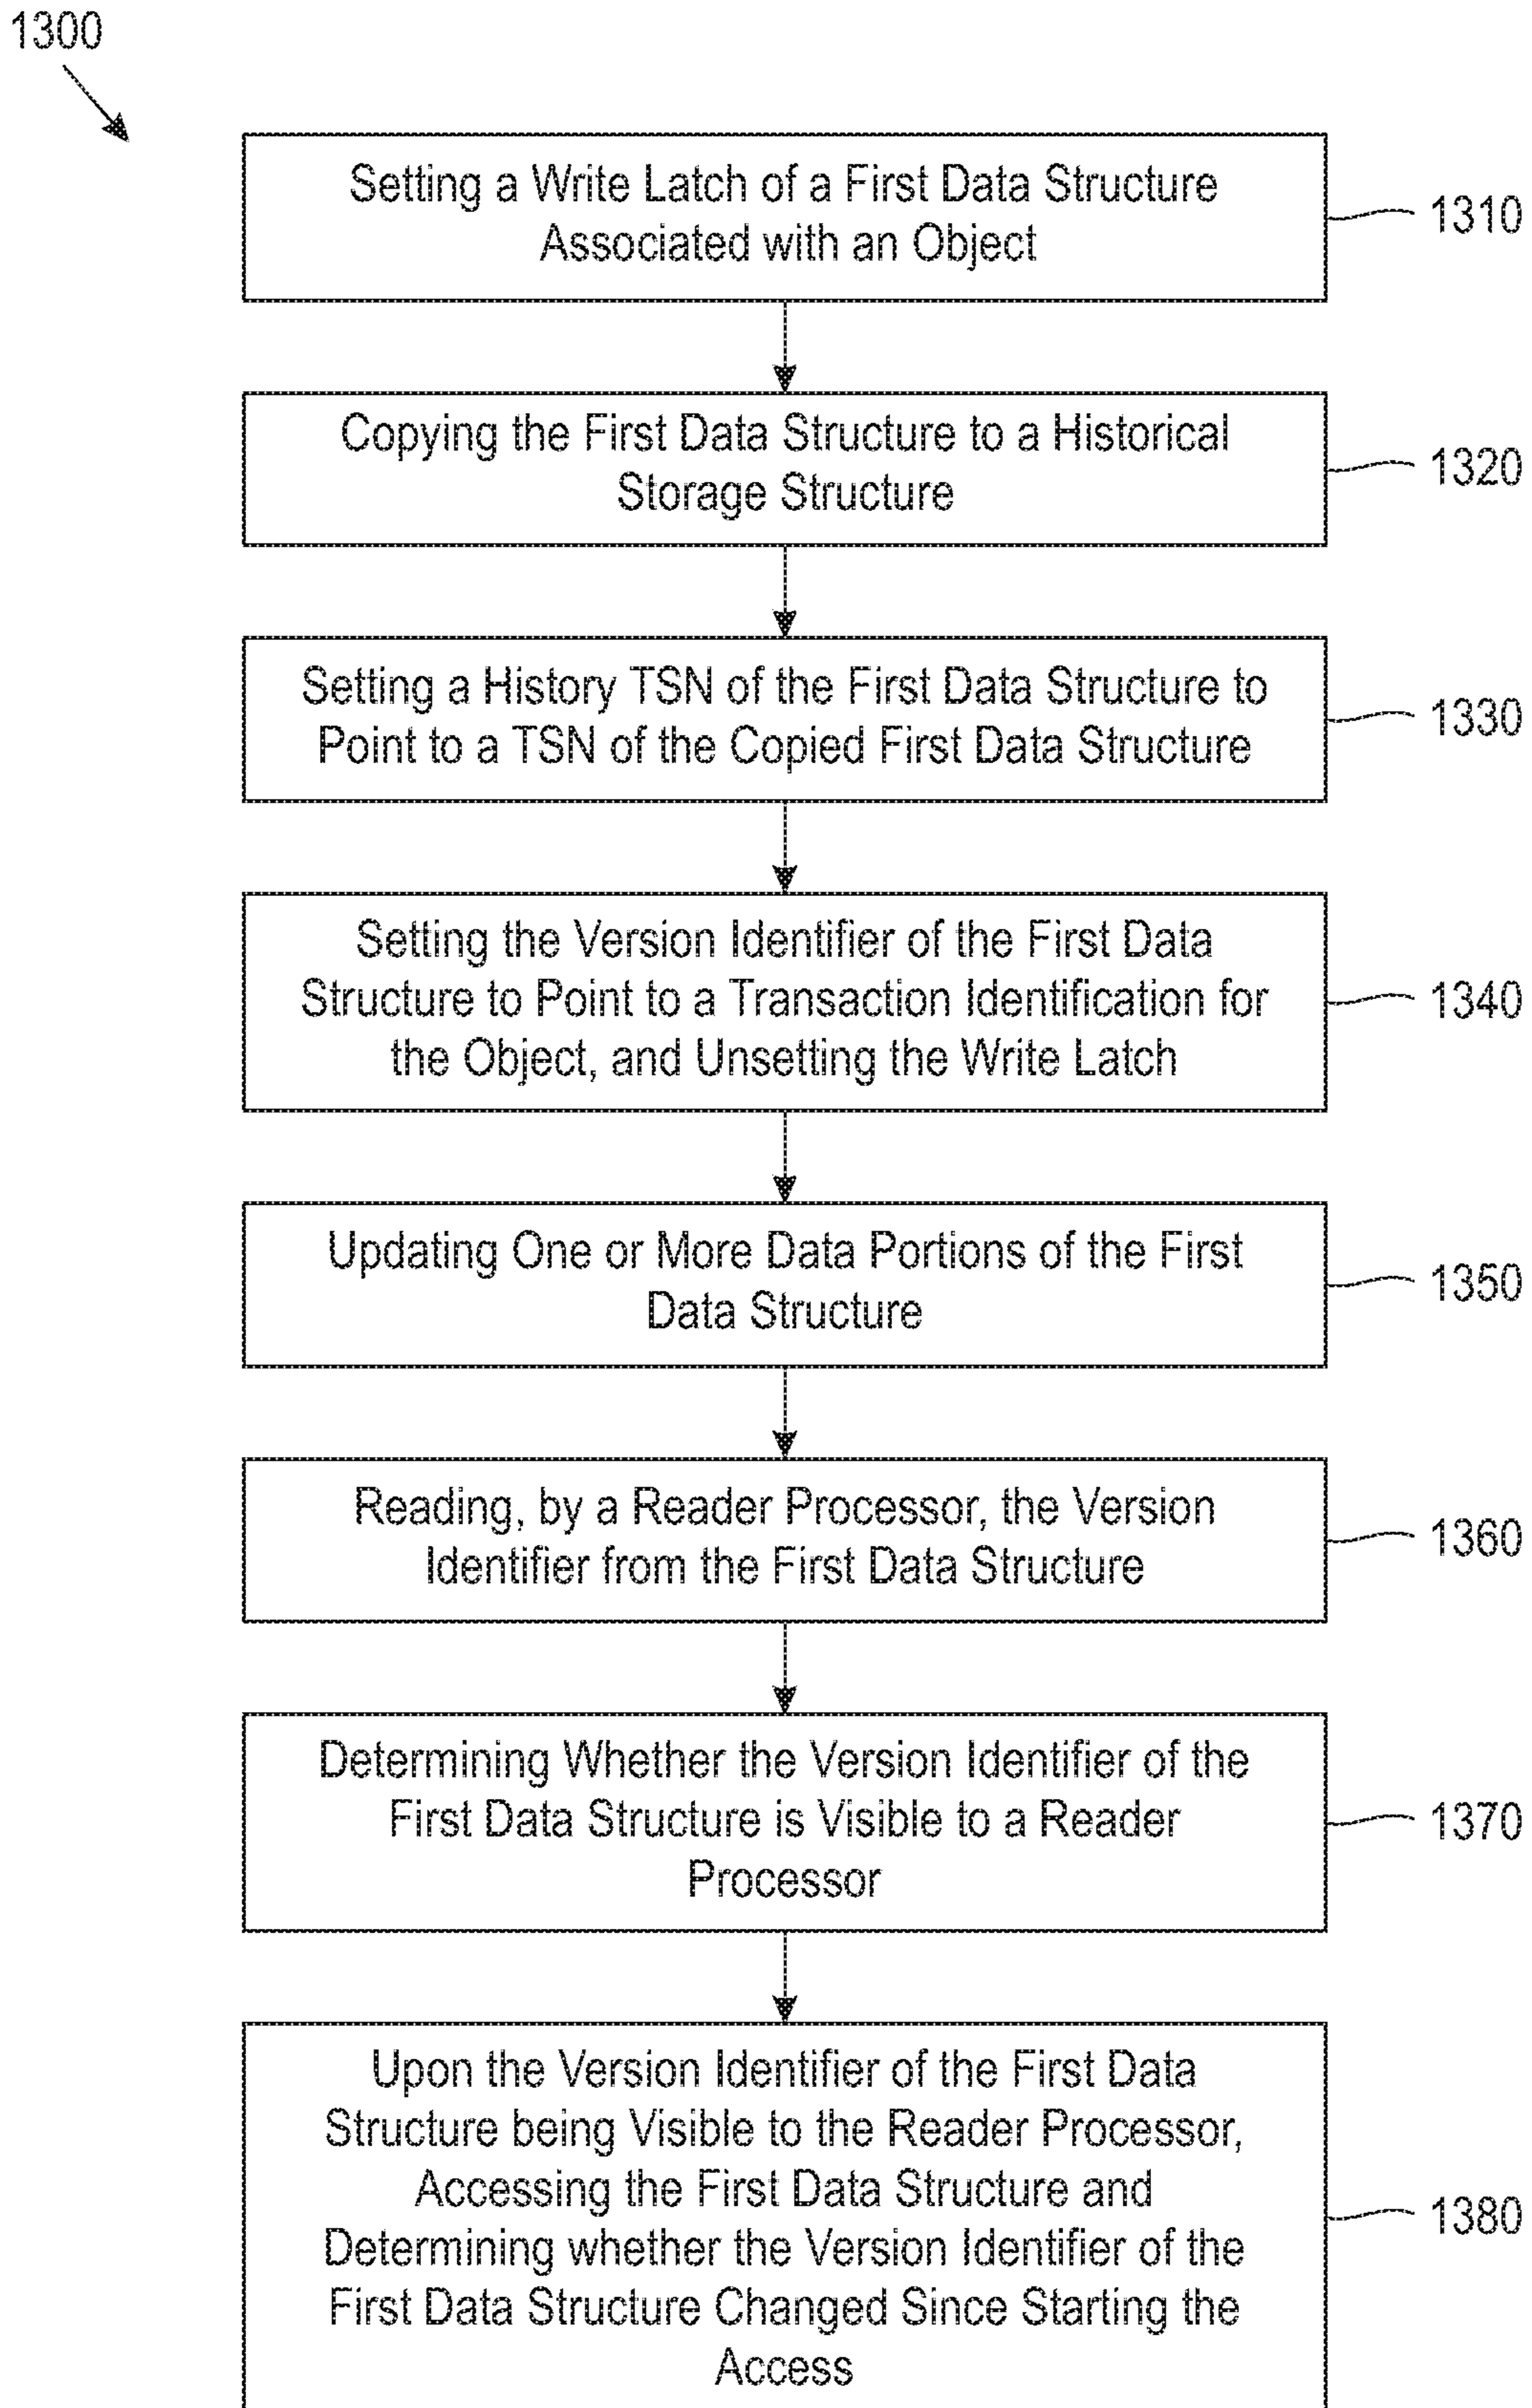 1300
Setting a Write Latch of a First Data Structure
Associated with an Object
1310
Copying the First Data Structure to a Historical
Storage Structure
1320
Setting a History TSN of the First Data Structure to
Point to a TSN of the Copied First Data Structure
1330
Setting the Version Identifier of the First Data
Structure to Point to a Transaction Identification for
the Object, and Unsetting the Write Latch
1340
Updating One or More Data Portions of the First
Data Structure
1350
Reading, by a Reader Processor, the Version
Identifier from the First Data Structure
1360
Determining Whether the Version Identifier of the
First Data Structure is Visible to a Reader
Processor
1370
Upon the Version Identifier of the First Data
Structure being Visible to the Reader Processor,
Accessing the First Data Structure and
Determining whether the Version Identifier of the
First Data Structure Changed Since Starting the
Access
1380